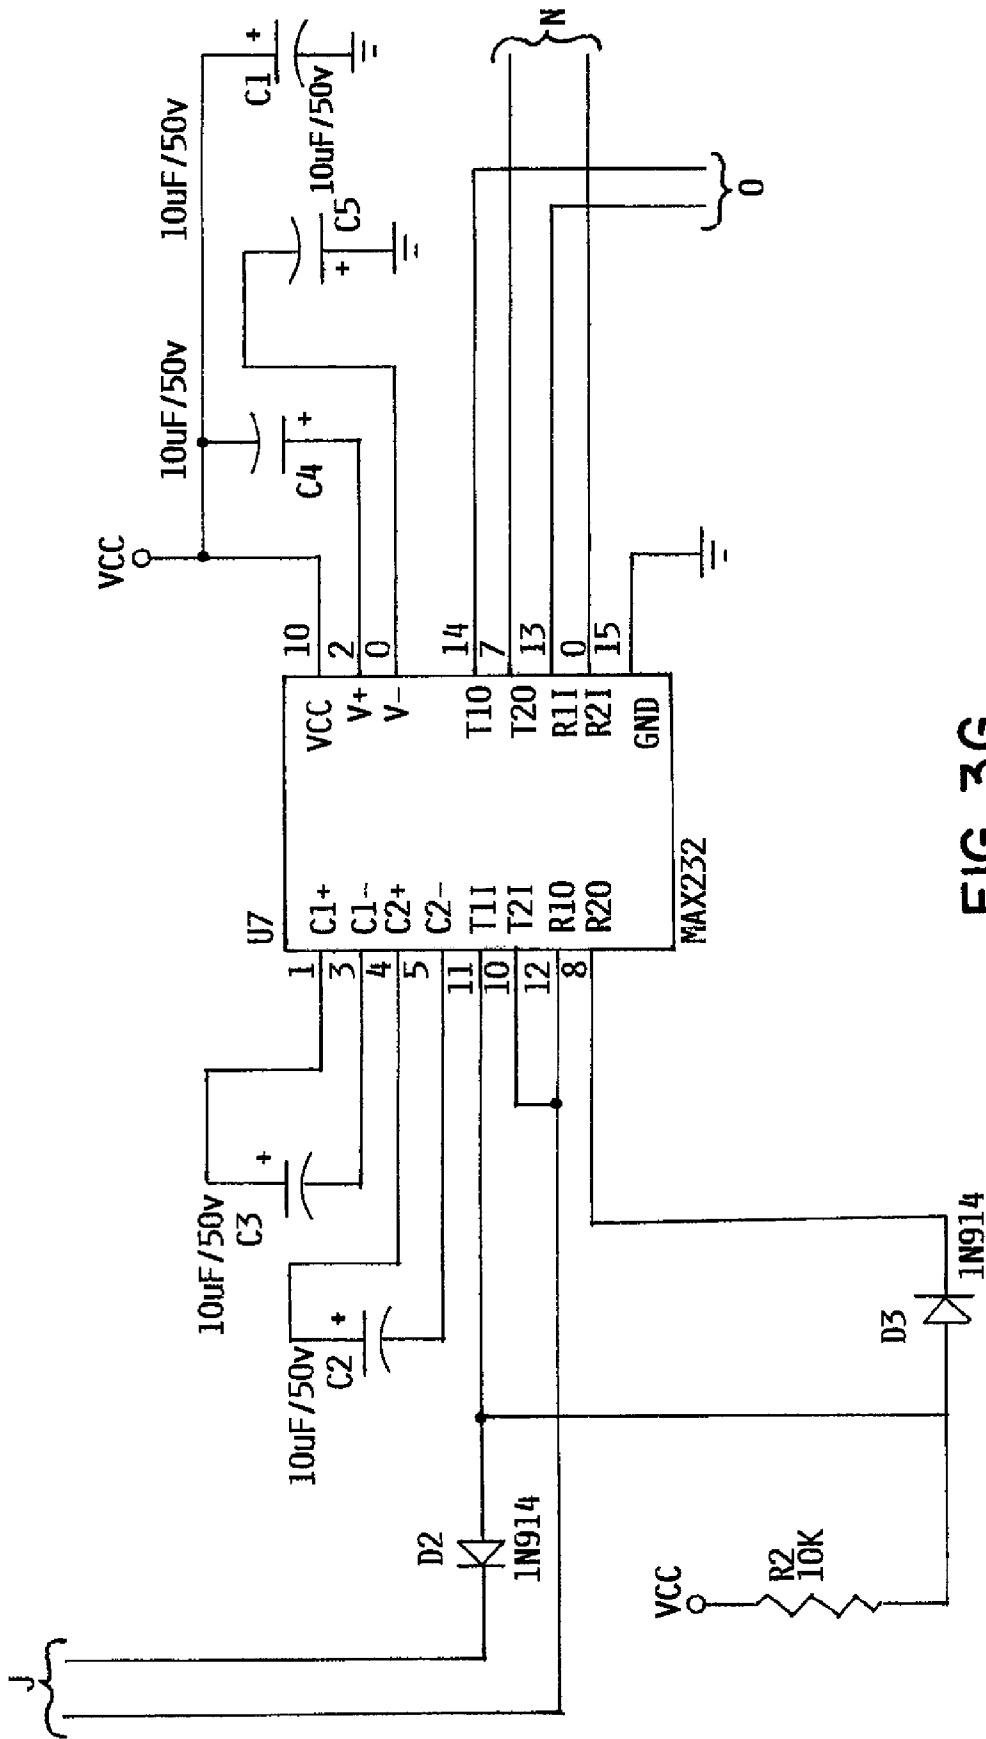 J
D2
1N914
VCC
R2
10K
10uF/50v
C2
10uF/50v
C3
D3
1N914
U7
1
3
4
5
11
10
12
8
C1+
C1-
C2+
C2-
T1I
T2I
R1O
R2O
MAX232
VCC
V+
V-
T1O
T2O
R1I
R2I
GND
10
2
0
14
7
13
0
15
VCC
10uF/50v
C4
+
10uF/50v
C5
+
10uF/50v
C1
+
+
+
N
O
FIG. 3G